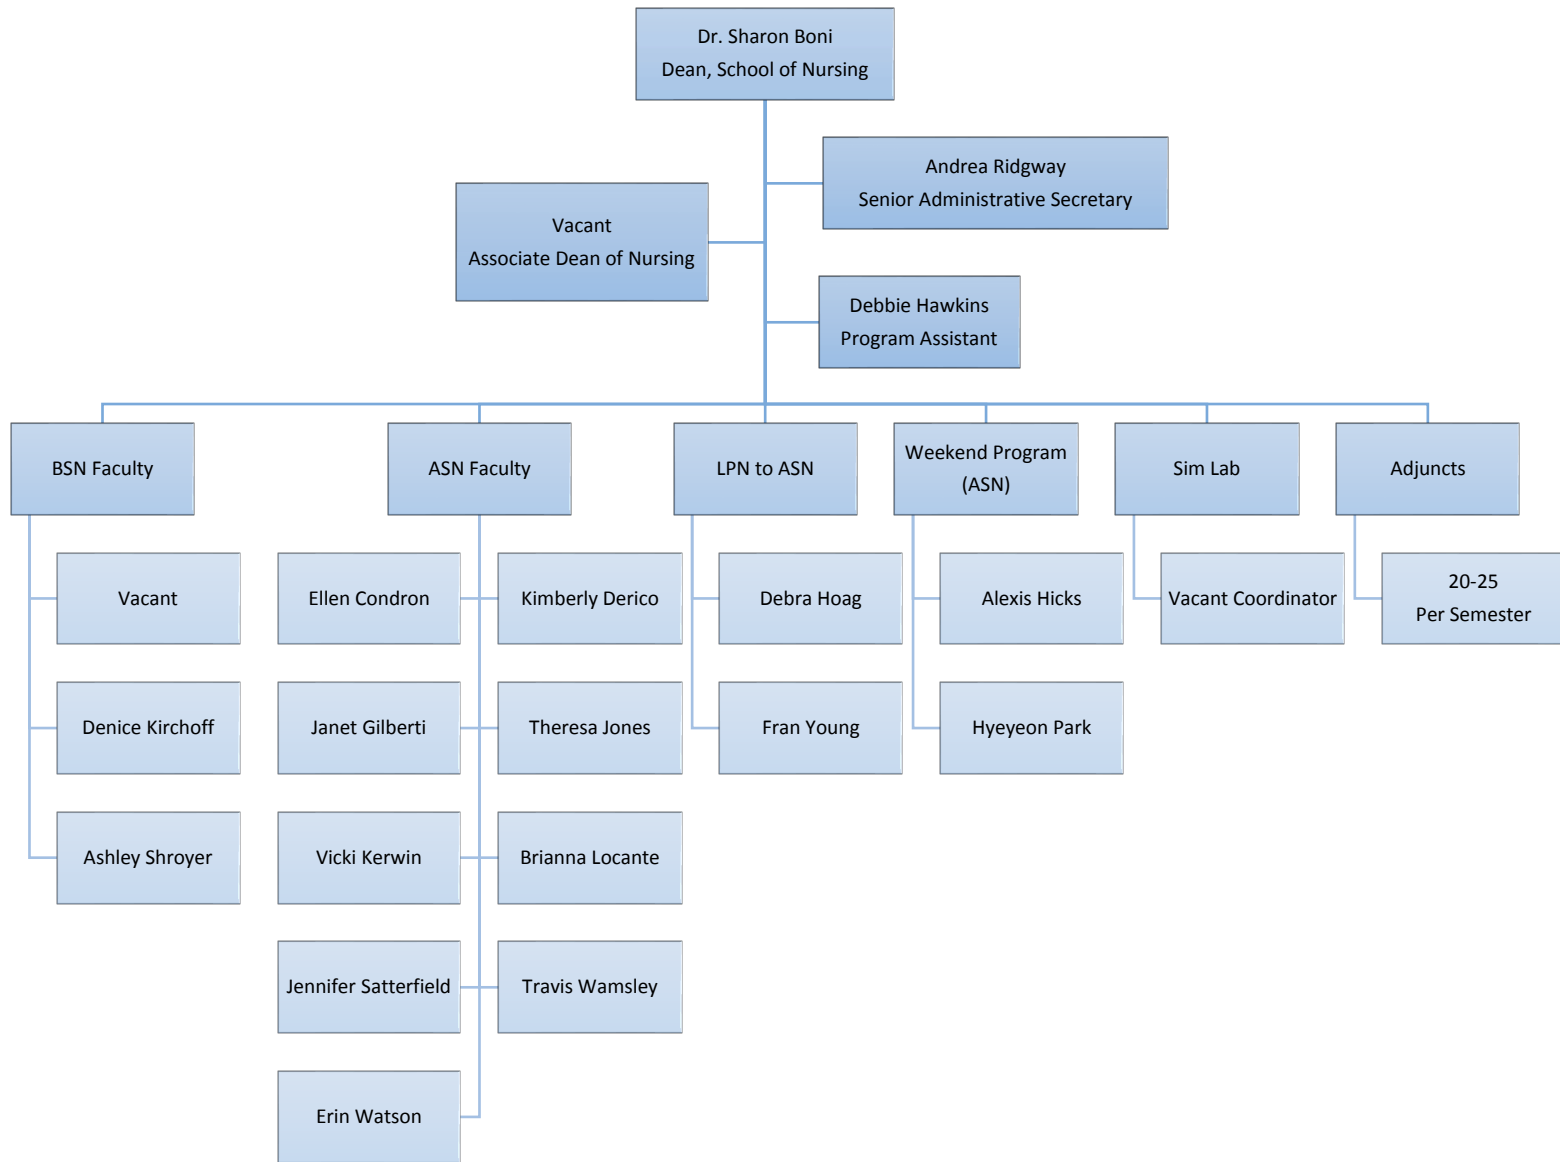 Dr. Sharon Boni
Dean, School of Nursing
Andrea Ridgway
Senior Administrative Secretary
Vacant
Associate Dean of Nursing
Debbie Hawkins
Program Assistant
BSN Faculty
ASN Faculty
LPN to ASN
Weekend Program
(ASN)
Sim Lab
Adjuncts
Vacant
Ellen Condron
Kimberly Derico
Debra Hoag
Alexis Hicks
Vacant Coordinator
20-25
Per Semester
Denice Kirchoff
Janet Gilberti
Theresa Jones
Fran Young
Hyeyeon Park
Ashley Shroyer
Vicki Kerwin
Brianna Locante
Jennifer Satterfield
Travis Wamsley
Erin Watson